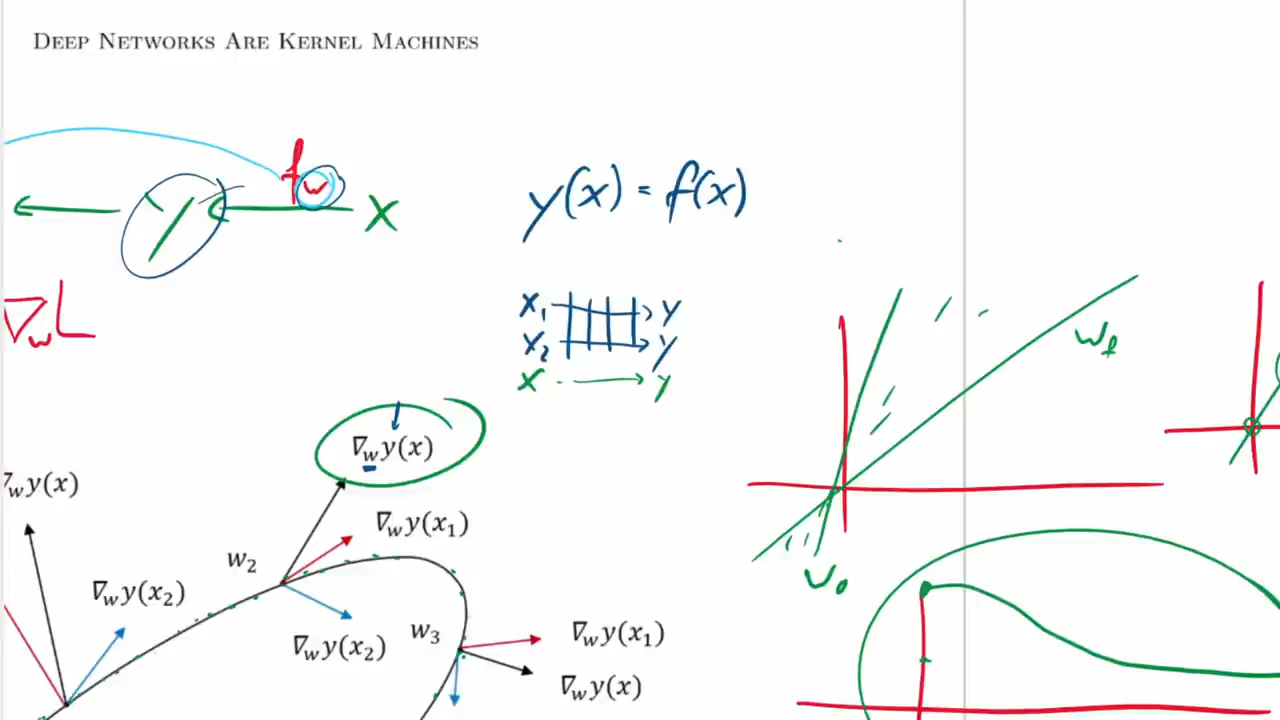 DEEP NETWORKS ARE KERNEL MACHINES
f
w
y
x
y(x) = f(x)
∇wL
x₁ → y
x₂ → y
x → y
wf
w₀
∇wy(x)
∇wy(x)
∇wy(x₁)
w₂
∇wy(x₂)
∇wy(x₂)
w₃
∇wy(x₁)
∇wy(x)